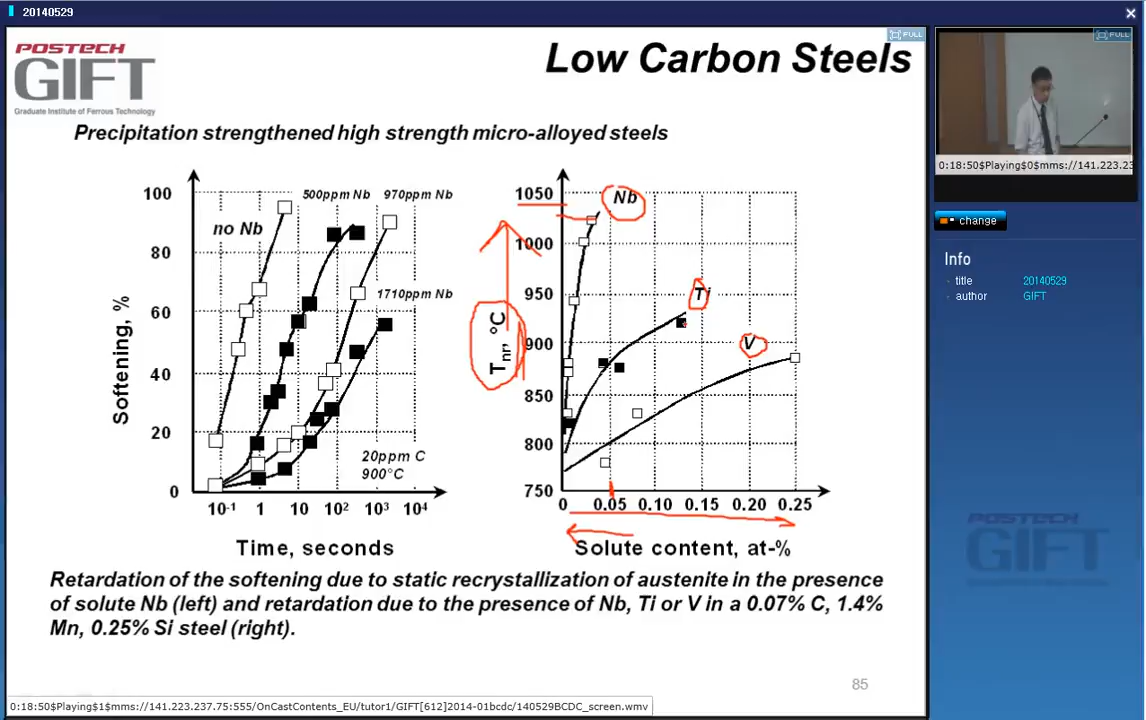 20140529
POSTECH
GIFT
Graduate Institute of Ferrous Technology
FULL
Low Carbon Steels
Precipitation strengthened high strength micro-alloyed steels
100
80
60
40
20
0
Softening, %
no Nb
500ppm Nb
970ppm Nb
1710ppm Nb
20ppm C
900°C
10-1 1 10 10² 10³ 10⁴
Time, seconds
1050
1000
950
900
850
800
750
Tnr, °C
Nb
Ti
V
0 0.05 0.10 0.15 0.20 0.25
Solute content, at-%
Retardation of the softening due to static recrystallization of austenite in the presence
of solute Nb (left) and retardation due to the presence of Nb, Ti or V in a 0.07% C, 1.4%
Mn, 0.25% Si steel (right).
85
0:18:50$Playing$1$mms://141.223.237.75:555/OnCastContents_EU/tutor1/GIFT[612]2014-01bcdc/140529BCDC_screen.wmv
FULL
0:18:50$Playing$0$mms://141.223.23
change
Info
title 20140529
author GIFT
POSTECH
GIFT